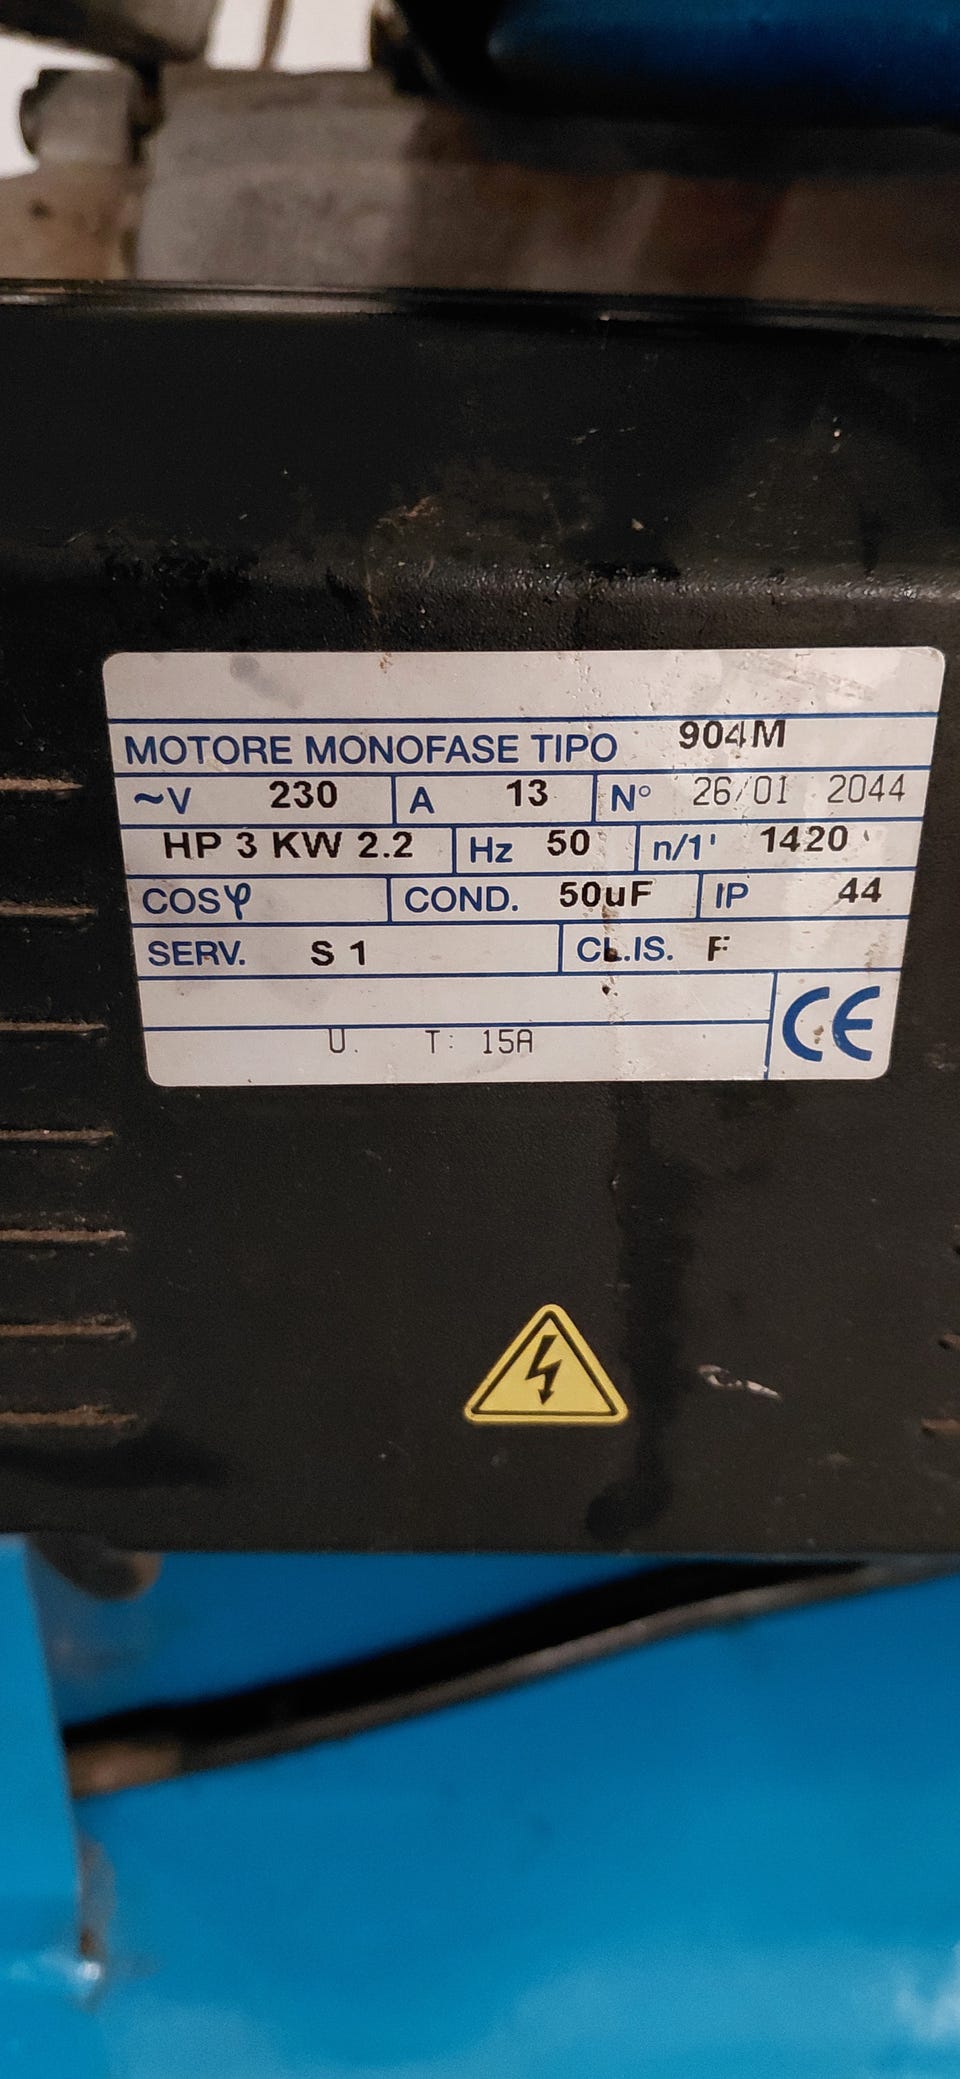 MOTORE MONOFASE TIPO 904M
~V 230 A 13 N° 26/01 2044
HP 3 KW 2.2 Hz 50 n/1' 1420
COSφ COND. 50uF IP 44
SERV. S 1 CL.IS. F
CE
U. T: 15A